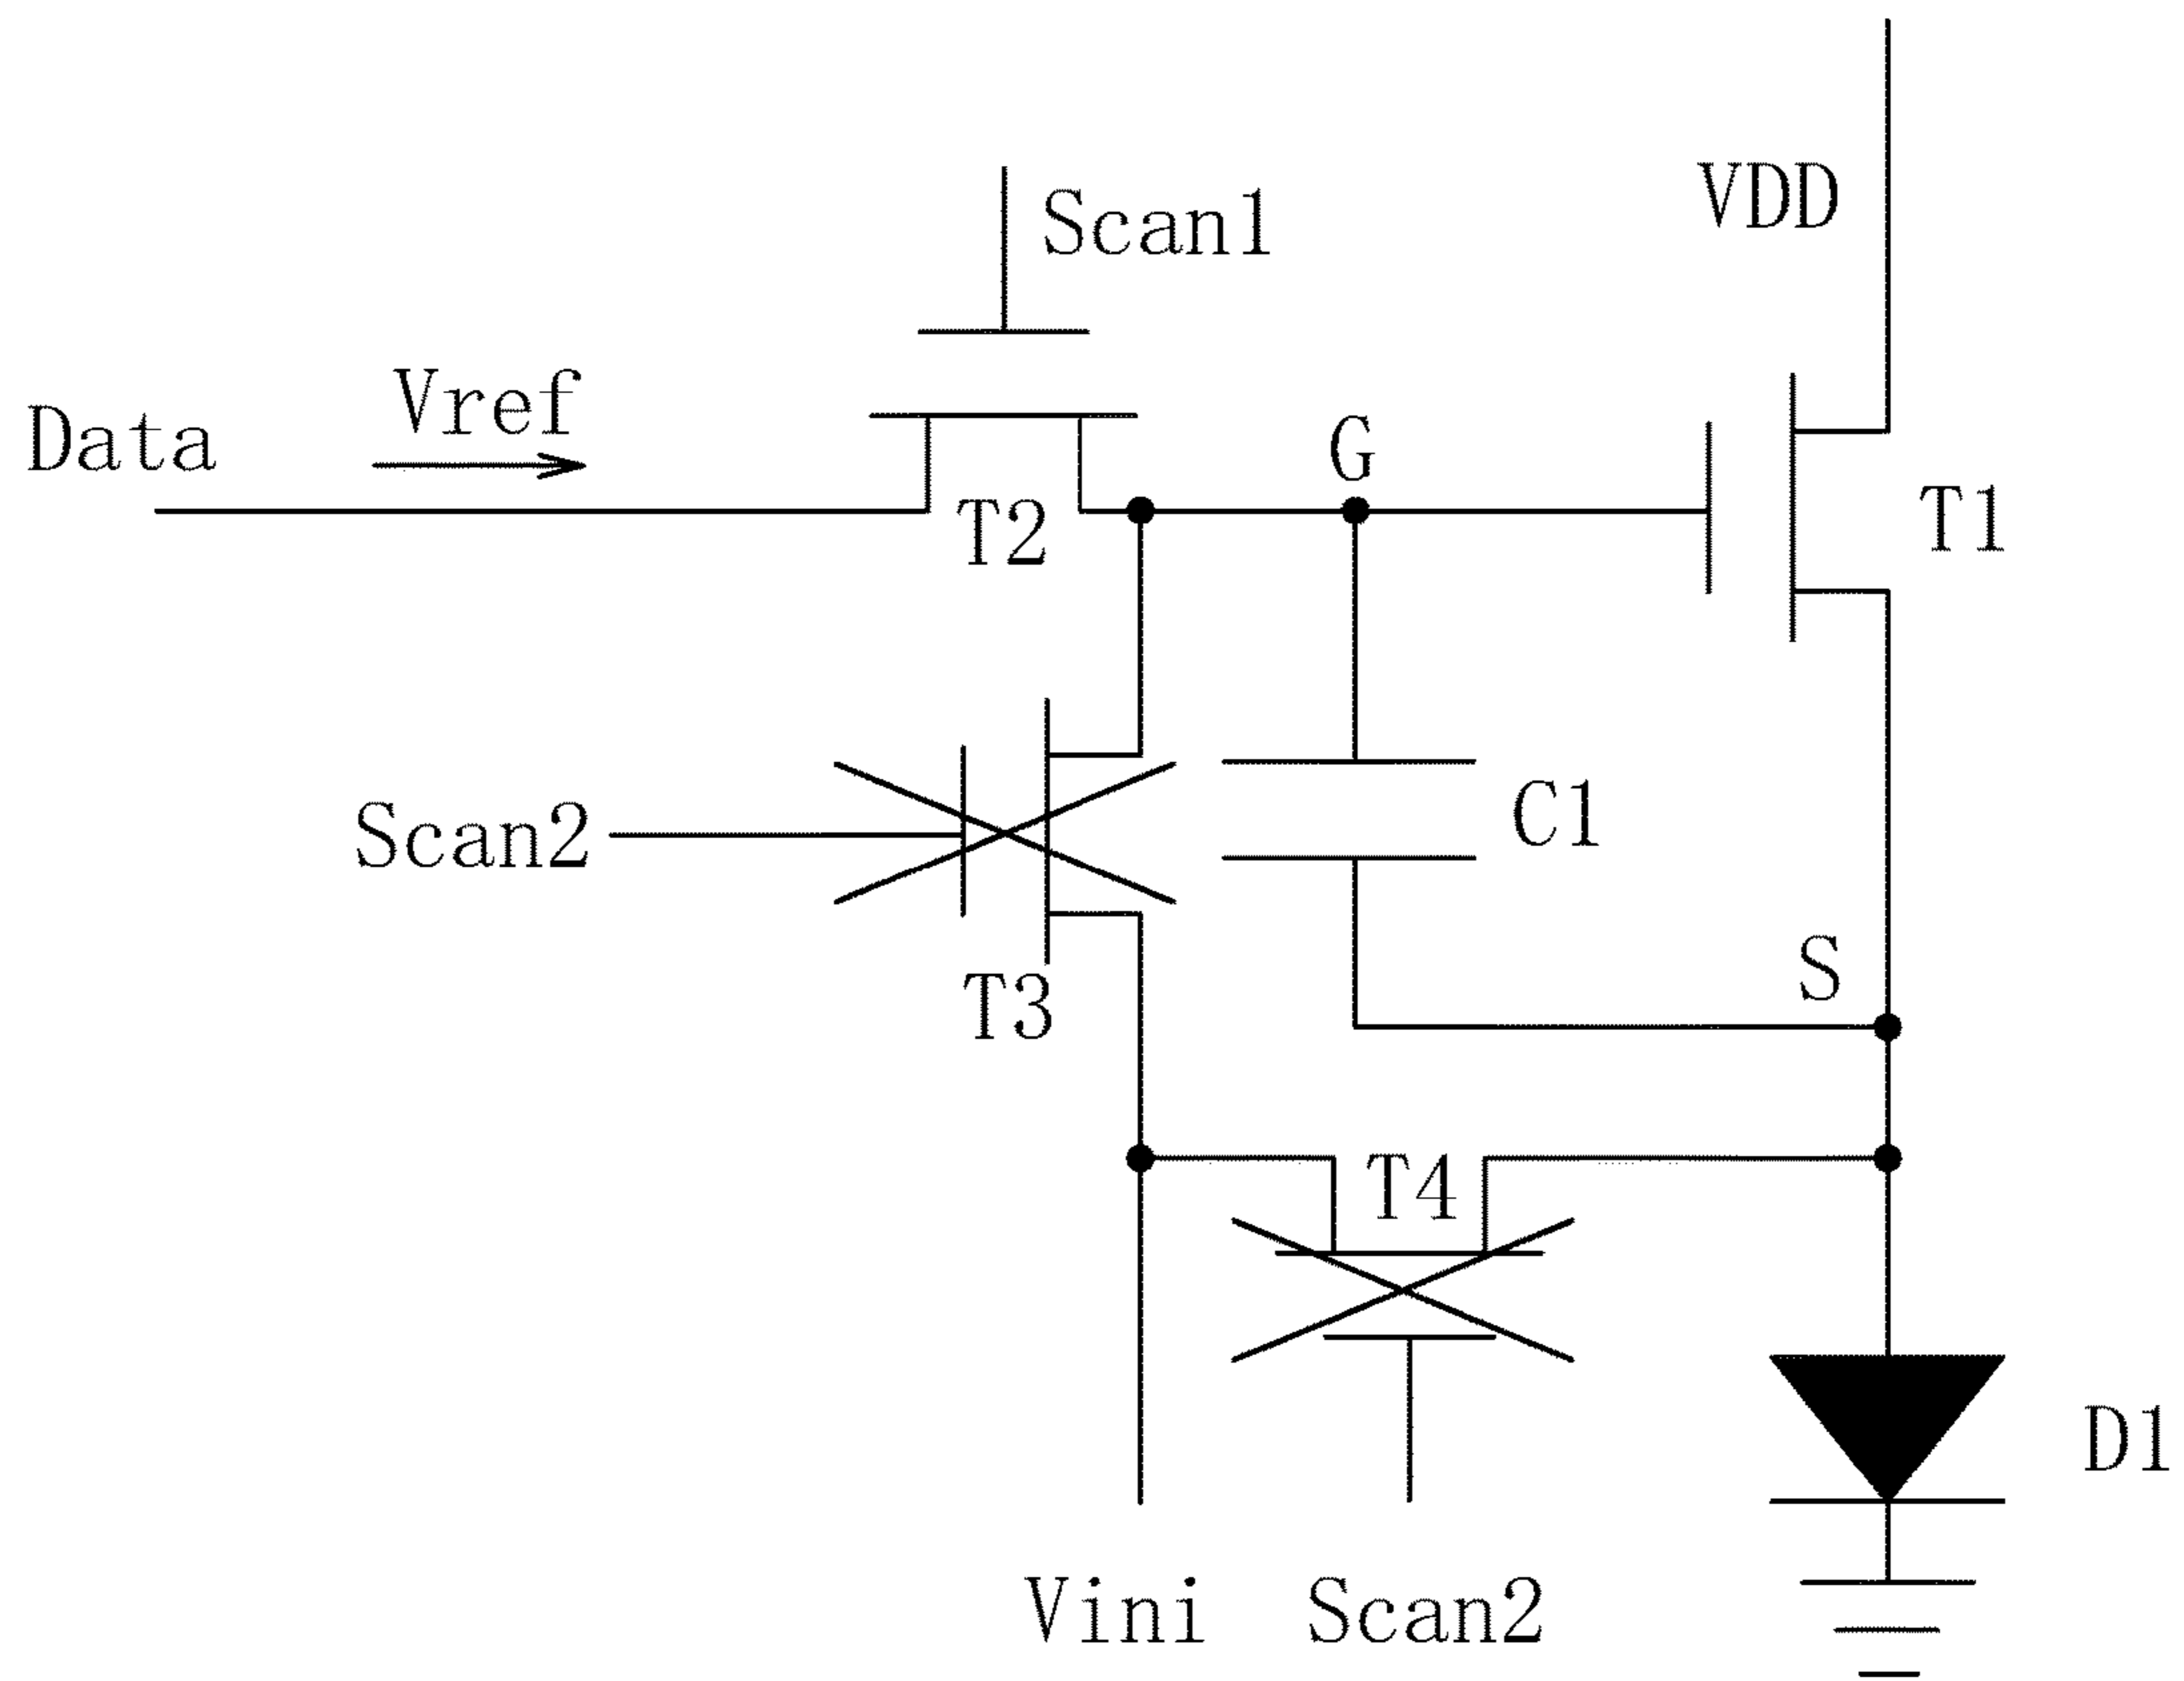 Scan1
VDD
Vref
Data
G
T2
T1
Scan2
C1
S
T3
T4
D1
Vini
Scan2